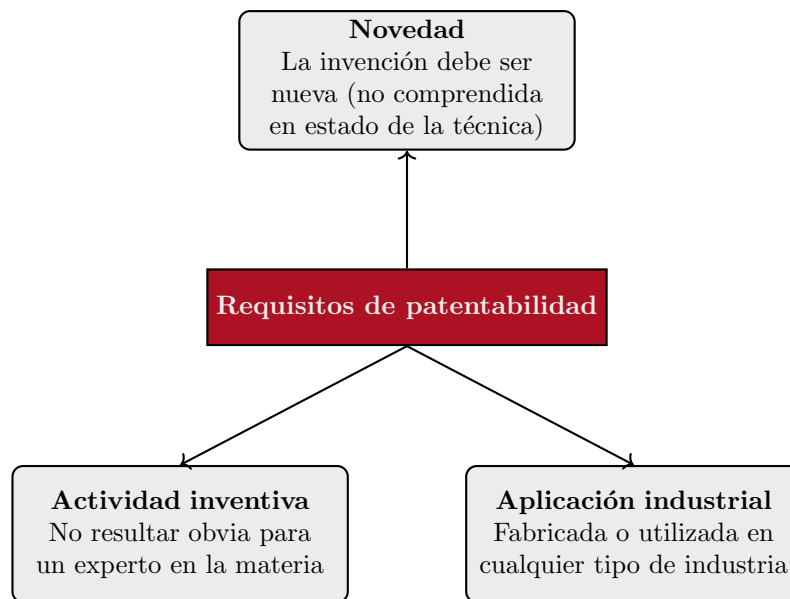 Novedad
La invención debe ser
nueva (no comprendida
en estado de la técnica)
Requisitos de patentabilidad
Actividad inventiva
No resultar obvia para
un experto en la materia
Aplicación industrial
Fabricada o utilizada en
cualquier tipo de industria